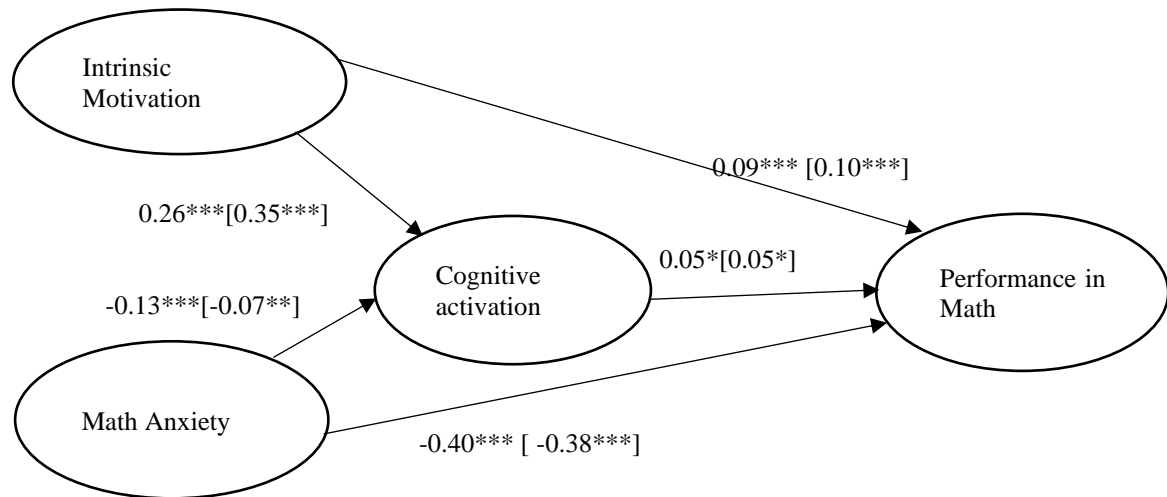 Intrinsic
Motivation
0.09*** [0.10***]
0.26***[0.35***]
Cognitive
activation
0.05*[0.05*]
Performance in
Math
-0.13***[-0.07**]
Math Anxiety
-0.40*** [ -0.38***]